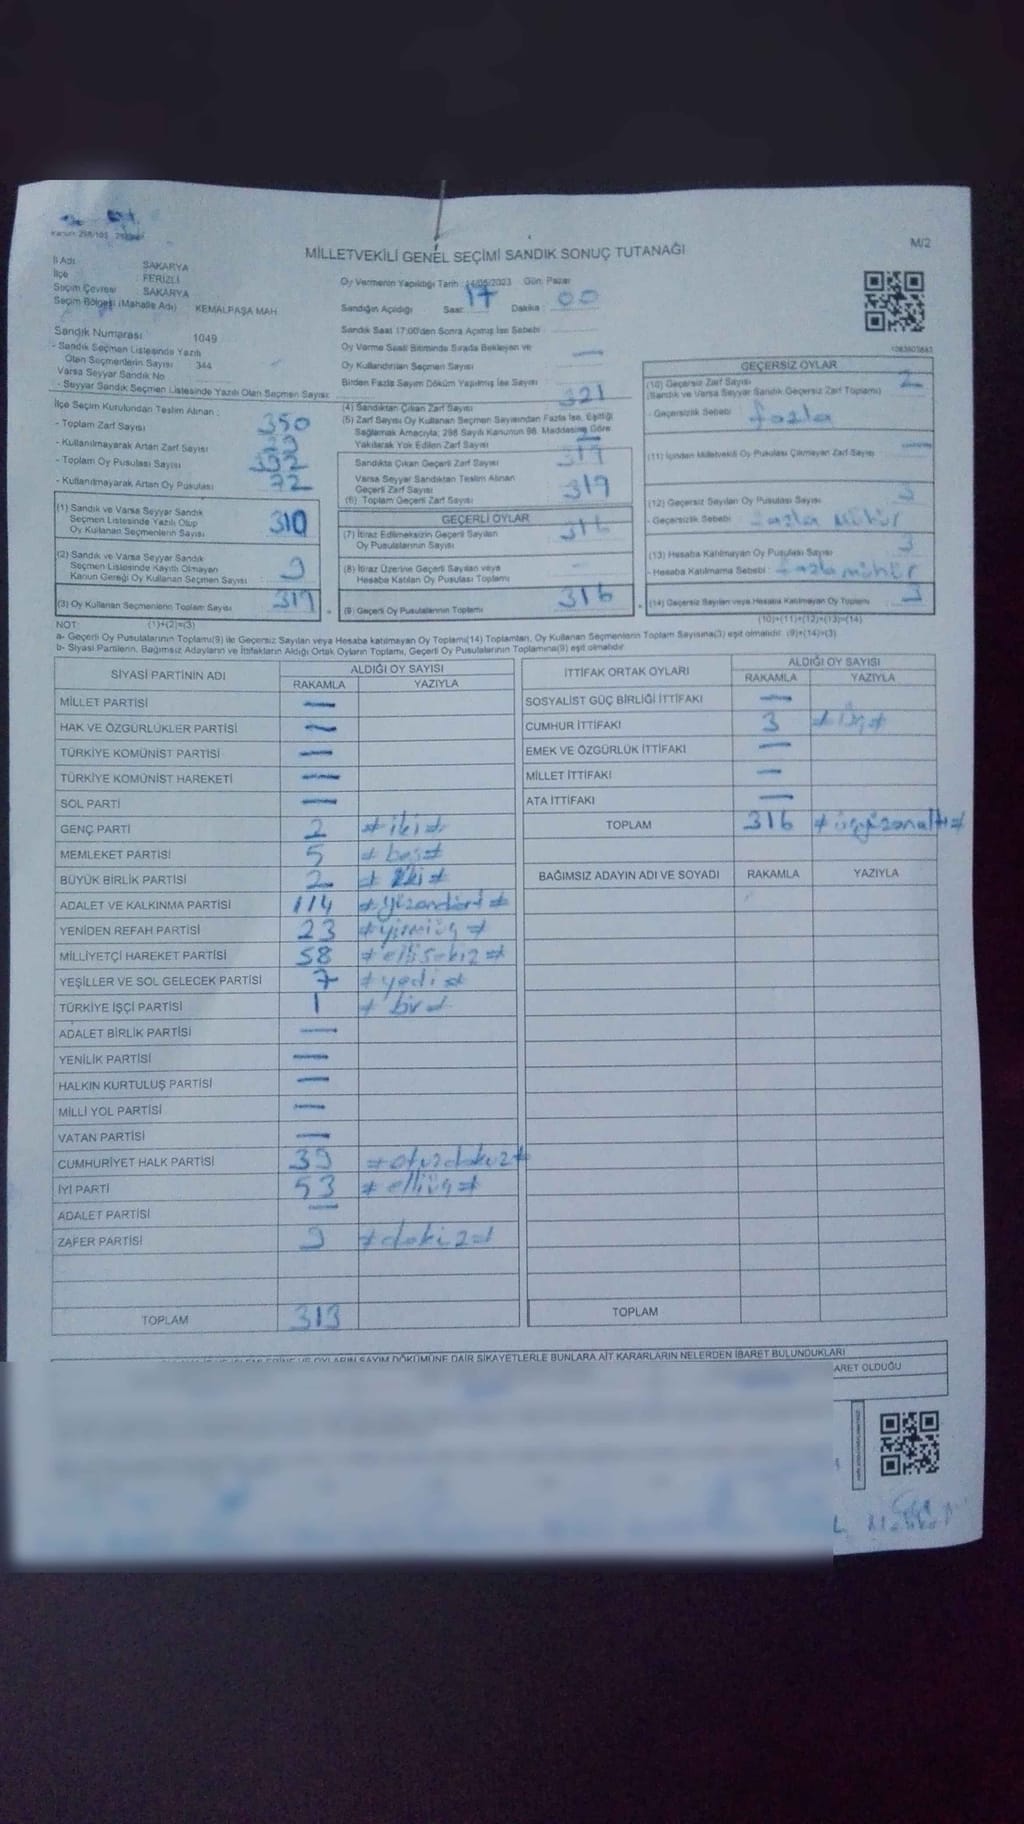 MİLLETVEKİLİ GENEL SEÇİMİ SANDIK SONUÇ TUTANAĞI
M/2
İl Adı SAKARYA
İlçe FERİZLİ
Seçim Çevresi SAKARYA
Seçim Bölgesi (Mahalle Adı) KEMALPAŞA MAH.
Oy Vermenin Yapıldığı Tarih : 14/05/2023 Gün: Pazar
Sandığın Açıldığı Saat: 17 Dakika : 00
Sandık Saat 17:00'den Sonra Açılmış İse Sebebi :
Oy Verme Saati Bitiminde Sırada Bekleyen ve
Oy Kullandırılan Seçmen Sayısı
Birden Fazla Sayım Döküm Yapılmış İse Sayısı
Sandık Numarası 1049
- Sandık Seçmen Listesinde Yazılı
Olan Seçmenlerin Sayısı 344
Varsa Seyyar Sandık No
- Seyyar Sandık Seçmen Listesinde Yazılı Olan Seçmen Sayısı:
İlçe Seçim Kurulundan Teslim Alınan :
- Toplam Zarf Sayısı 350
- Kullanılmayarak Artan Zarf Sayısı
- Toplam Oy Pusulası Sayısı
- Kullanılmayarak Artan Oy Pusulası 72
(1) Sandık ve Varsa Seyyar Sandık
Seçmen Listesinde Yazılı Olup
Oy Kullanan Seçmenlerin Sayısı 310
(2) Sandık ve Varsa Seyyar Sandık
Seçmen Listesinde Kayıtlı Olmayan
Kanun Gereği Oy Kullanan Seçmen Sayısı 9
(3) Oy Kullanan Seçmenlerin Toplam Sayısı 319
(4) Sandıktan Çıkan Zarf Sayısı 321
(5) Zarf Sayısı Oy Kullanan Seçmen Sayısından Fazla İse, Eşitliği
Sağlamak Amacıyla; 298 Sayılı Kanunun 98. Maddesine Göre
Yakılarak Yok Edilen Zarf Sayısı 2
Sandıkta Çıkan Geçerli Zarf Sayısı 319
Varsa Seyyar Sandıktan Teslim Alınan
Geçerli Zarf Sayısı
(6) Toplam Geçerli Zarf Sayısı 319
GEÇERLİ OYLAR
(7) İtiraz Edilmeksizin Geçerli Sayılan
Oy Pusulalarının Sayısı 316
(8) İtiraz Üzerine Geçerli Sayılan veya
Hesaba Katılan Oy Pusulası Toplamı -
(9) Geçerli Oy Pusulalarının Toplamı 316
GEÇERSİZ OYLAR
(10) Geçersiz Zarf Sayısı 2
(Sandık ve Varsa Seyyar Sandık Geçersiz Zarf Toplamı)
- Geçersizlik Sebebi fazla
(11) İçinden Milletvekili Oy Pusulası Çıkmayan Zarf Sayısı
(12) Geçersiz Sayılan Oy Pusulası Sayısı 3
- Geçersizlik Sebebi fazla Mühür
(13) Hesaba Katılmayan Oy Pusulası Sayısı 3
- Hesaba Katılmama Sebebi : fazla mühür
(14) Geçersiz Sayılan veya Hesaba Katılmayan Oy Toplamı 3
(10)+(11)+(12)+(13)=(14)
NOT: (1)+(2)=(3)
a- Geçerli Oy Pusulalarının Toplamı(9) ile Geçersiz Sayılan veya Hesaba katılmayan Oy Toplamı(14) Toplamları, Oy Kullanan Seçmenlerin Toplam Sayısına(3) eşit olmalıdır. (9)+(14)=(3)
b- Siyasi Partilerin, Bağımsız Adayların ve İttifakların Aldığı Ortak Oyların Toplamı, Geçerli Oy Pusulalarının Toplamına(9) eşit olmalıdır.
SİYASİ PARTİNİN ADI ALDIĞI OY SAYISI
RAKAMLA YAZIYLA
MİLLET PARTİSİ —
HAK VE ÖZGÜRLÜKLER PARTİSİ —
TÜRKİYE KOMÜNİST PARTİSİ —
TÜRKİYE KOMÜNİST HAREKETİ —
SOL PARTİ —
GENÇ PARTİ 2 # iki #
MEMLEKET PARTİSİ 5 # beş #
BÜYÜK BİRLİK PARTİSİ 2 # iki #
ADALET VE KALKINMA PARTİSİ 114 # yüzondört #
YENİDEN REFAH PARTİSİ 23 # yirmiüç #
MİLLİYETÇİ HAREKET PARTİSİ 58 # ellisekiz #
YEŞİLLER VE SOL GELECEK PARTİSİ 7 # yedi #
TÜRKİYE İŞÇİ PARTİSİ 1 # bir #
ADALET BİRLİK PARTİSİ —
YENİLİK PARTİSİ —
HALKIN KURTULUŞ PARTİSİ —
MİLLİ YOL PARTİSİ —
VATAN PARTİSİ —
CUMHURİYET HALK PARTİSİ 39 # otuzdokuz #
İYİ PARTİ 53 # elliüç #
ADALET PARTİSİ —
ZAFER PARTİSİ 9 # dokuz #
TOPLAM 313
İTTİFAK ORTAK OYLARI ALDIĞI OY SAYISI
RAKAMLA YAZIYLA
SOSYALİST GÜÇ BİRLİĞİ İTTİFAKI —
CUMHUR İTTİFAKI 3 # üç #
EMEK VE ÖZGÜRLÜK İTTİFAKI —
MİLLET İTTİFAKI —
ATA İTTİFAKI —
TOPLAM 316 # üçyüzonaltı #
BAĞIMSIZ ADAYIN ADI VE SOYADI RAKAMLA YAZIYLA
TOPLAM
OYLARIN SAYIM DÖKÜMÜNE DAİR ŞİKAYETLERLE BUNLARA AİT KARARLARIN NELERDEN İBARET BULUNDUKLARI
ARET OLDUĞU